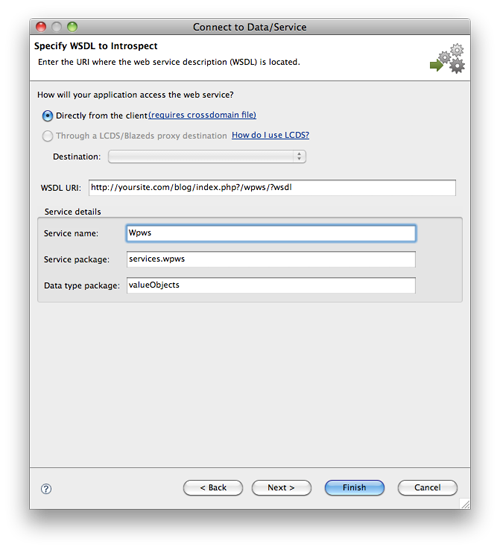 Connect to Data/Service
Specify WSDL to Introspect
Enter the URI where the web service description (WSDL) is located.
How will your application access the web service?
Directly from the client (requires crossdomain file)
Through a LCDS/Blazeds proxy destination How do I use LCDS?
Destination:
WSDL URI: http://yoursite.com/blog/index.php?/wpws/?wsdl
Service details
Service name: Wpws
Service package: services.wpws
Data type package: valueObjects
? < Back Next > Finish Cancel